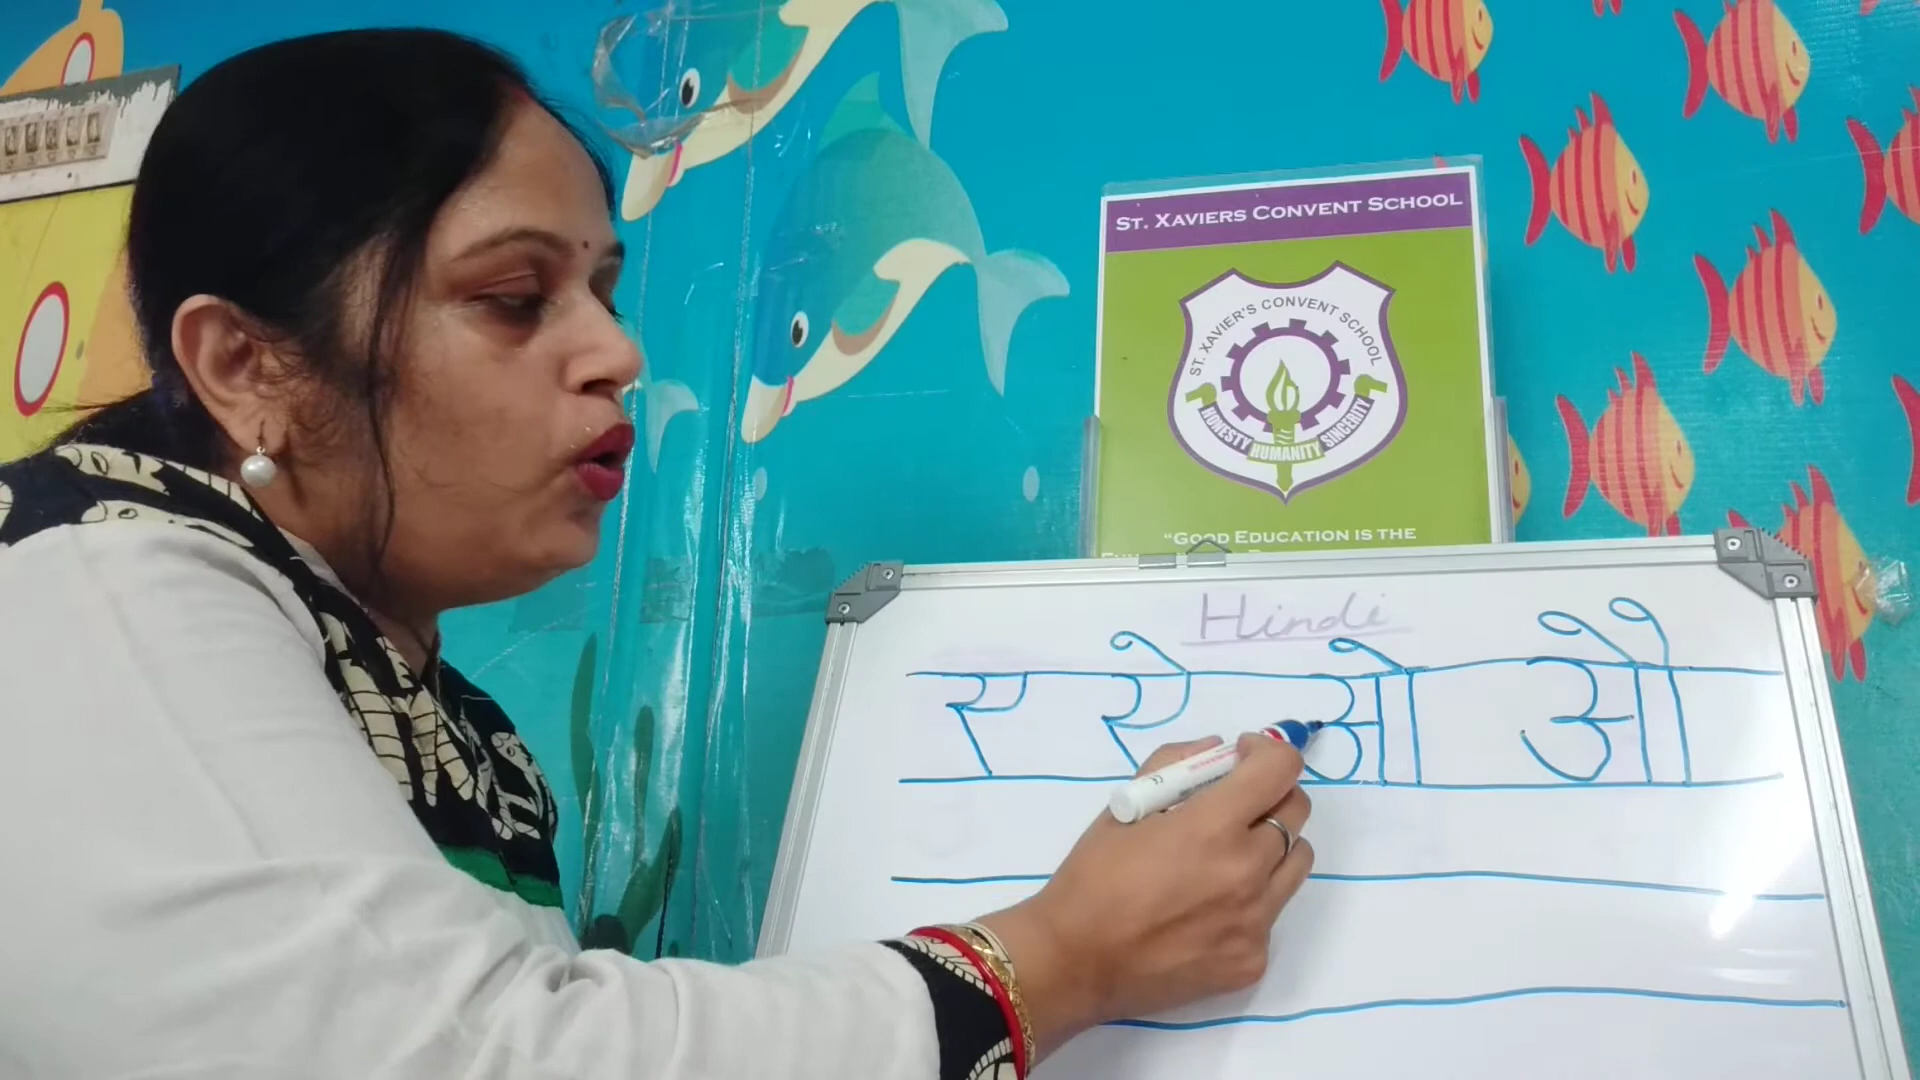 ST. XAVIERS CONVENT SCHOOL
ST. XAVIER'S CONVENT SCHOOL
HONESTY HUMANITY SINCERITY
"GOOD EDUCATION IS THE
Hindi
ए ऐ ओ औ